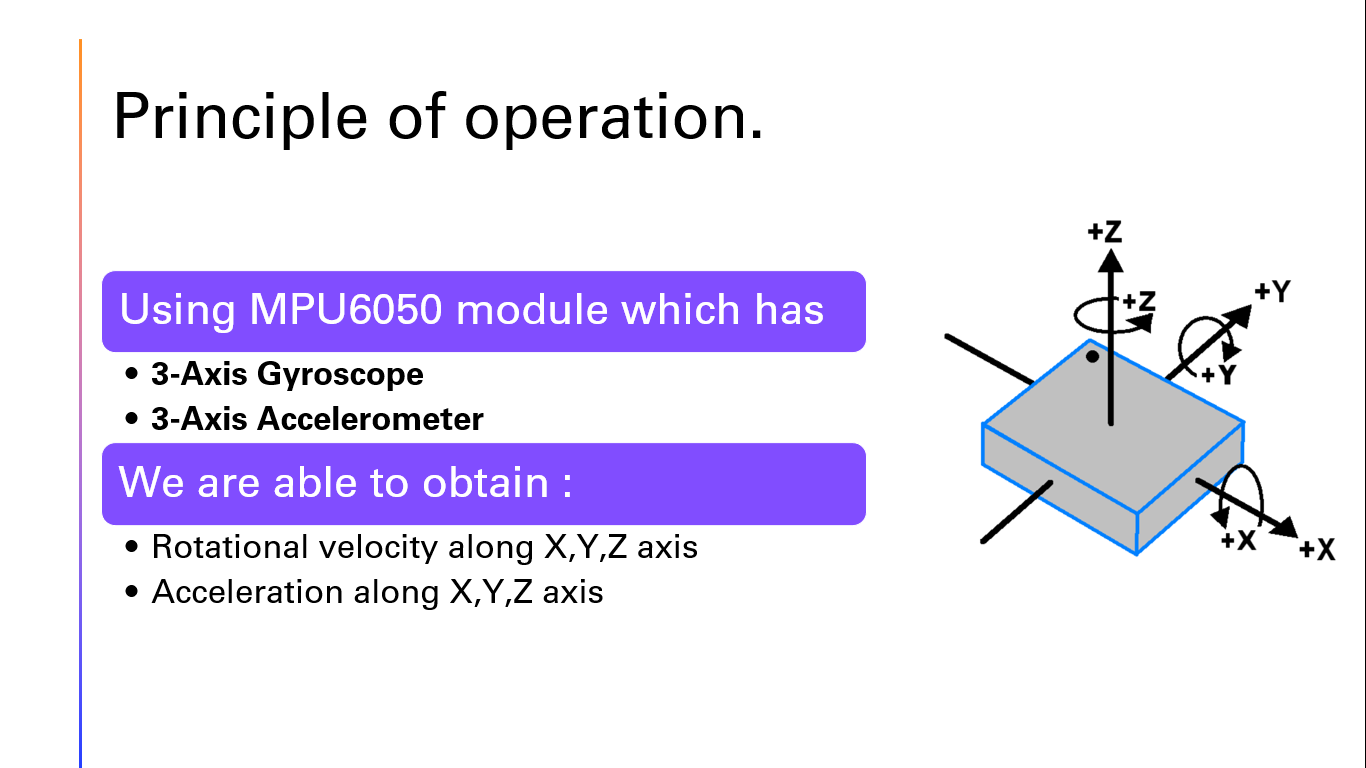 Principle of operation.
Using MPU6050 module which has
• 3-Axis Gyroscope
• 3-Axis Accelerometer
We are able to obtain :
• Rotational velocity along X,Y,Z axis
• Acceleration along X,Y,Z axis
+Z
+Z
+Y
+Y
+X
+X